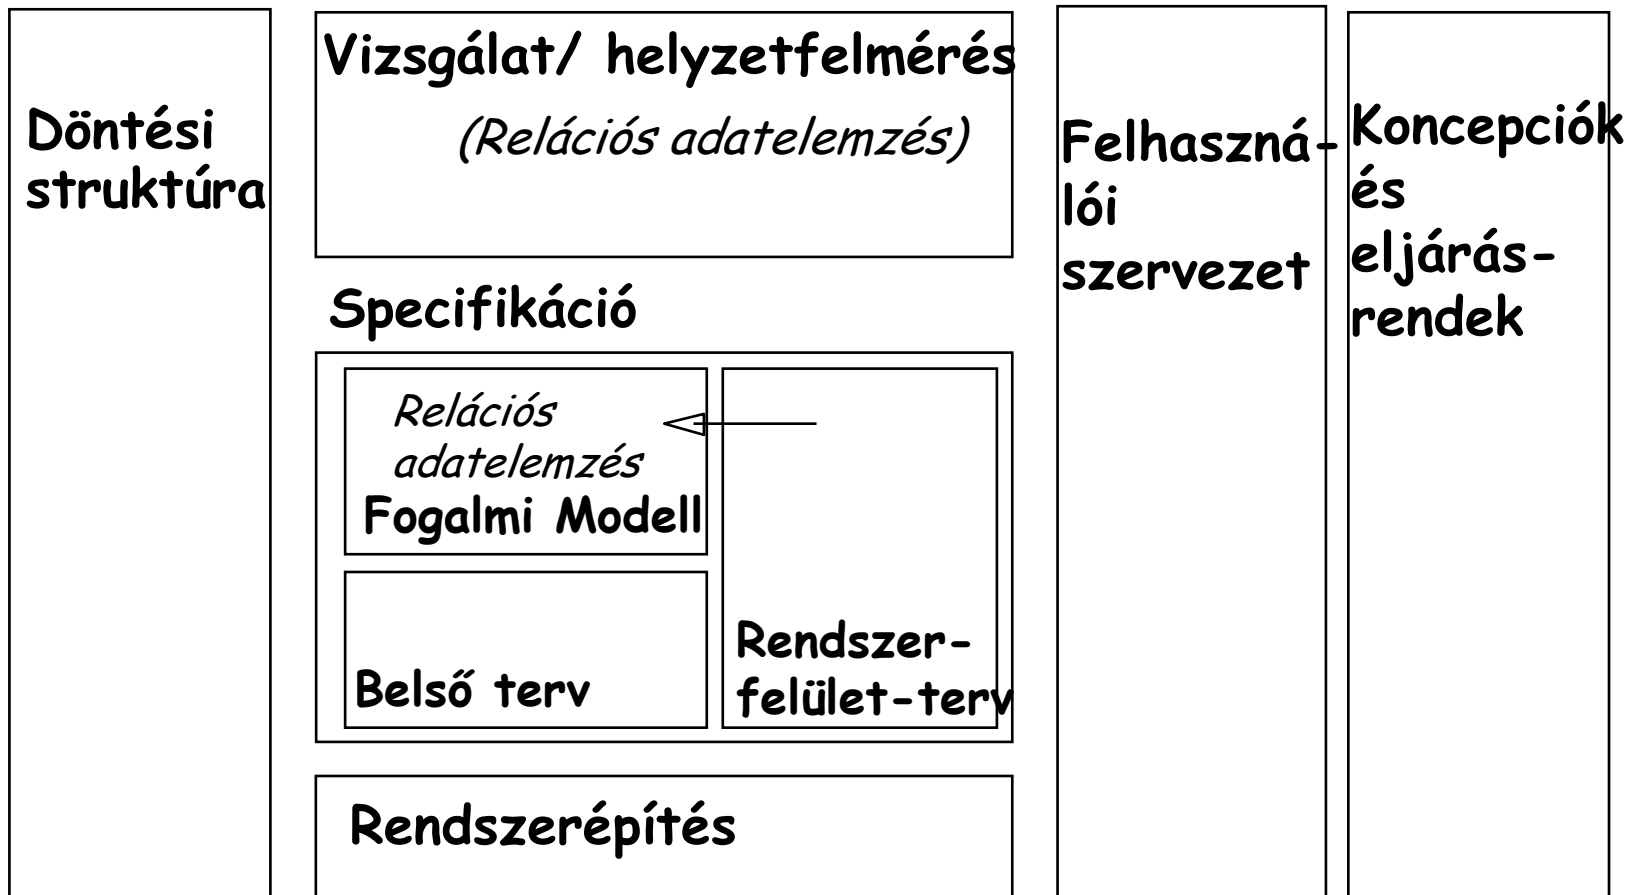 Döntési
struktúra
Vizsgálat/ helyzetfelmérés
(Relációs adatelemzés)
Specifikáció
Relációs
adatelemzés
Fogalmi Modell
Belső terv
Rendszer-
felület-terv
Rendszerépítés
Felhaszná-
lói
szervezet
Koncepciók
és
eljárás-
rendek